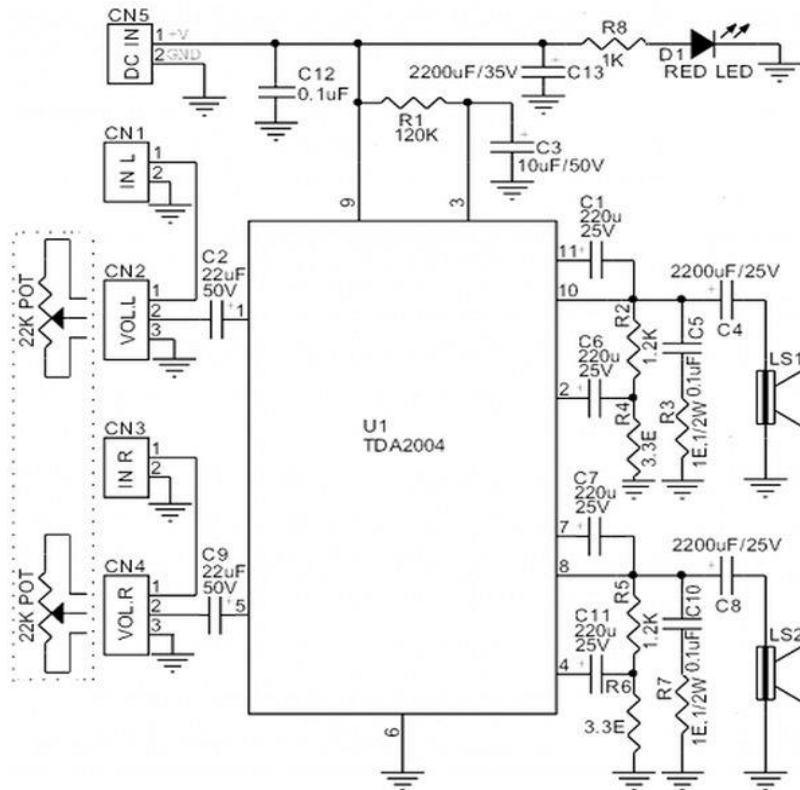 CN5
DC IN
1 +V
2 GND
C12
0.1uF
2200uF/35V
C13
R8
1K
D1
RED LED
R1
120K
C3
10uF/50V
CN1
IN L
1
2
9
3
22K POT
CN2
VOL.L
1
2
3
C2
22uF
50V
1
C1
220u
25V
11
10
2200uF/25V
C4
R2
1.2K
C5
0.1uF
C6
220u
25V
2
R4
3.3E
R3
1E.1/2W
LS1
U1
TDA2004
CN3
IN R
1
2
22K POT
CN4
VOL.R
1
2
3
C9
22uF
50V
5
C7
220u
25V
7
8
2200uF/25V
C8
R5
1.2K
C10
0.1uF
C11
220u
25V
4
R6
3.3E
R7
1E.1/2W
LS2
6